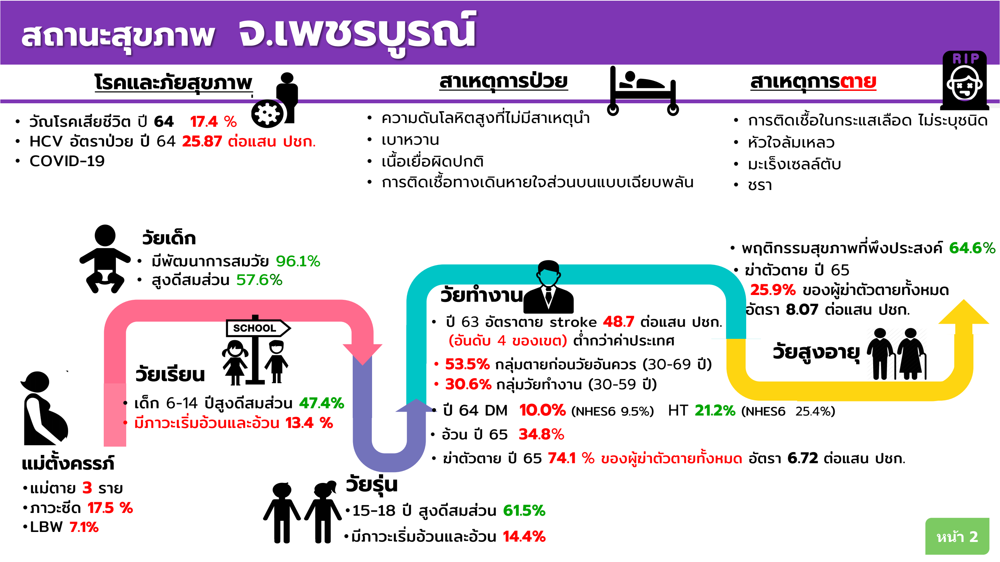 สถานะสุขภาพ จ.เพชรบูรณ์
RIP
โรคและภัยสุขภาพ
วัณโรคเสียชีวิต ปี 64 17.4 %
HCV อัตราป่วย ปี 64 25.87 ต่อแสน ปชก.
COVID-19
สาเหตุการป่วย
ความดันโลหิตสูงที่ไม่มีสาเหตุนำ
เบาหวาน
เนื้อเยื่อผิดปกติ
การติดเชื้อทางเดินหายใจส่วนบนแบบเฉียบพลัน
สาเหตุการตาย
การติดเชื้อในกระแสเลือด ไม่ระบุชนิด
หัวใจล้มเหลว
มะเร็งเซลล์ตับ
ชรา
วัยเด็ก
มีพัฒนาการสมวัย 96.1%
สูงดีสมส่วน 57.6%
SCHOOL
วัยเรียน
เด็ก 6-14 ปีสูงดีสมส่วน 47.4%
มีภาวะเริ่มอ้วนและอ้วน 13.4 %
แม่ตั้งครรภ์
แม่ตาย 3 ราย
ภาวะซีด 17.5 %
LBW 7.1%
วัยรุ่น
15-18 ปี สูงดีสมส่วน 61.5%
มีภาวะเริ่มอ้วนและอ้วน 14.4%
วัยทำงาน
ปี 63 อัตราตาย stroke 48.7 ต่อแสน ปชก.
(อันดับ 4 ของเขต) ต่ำกว่าค่าประเทศ
53.5% กลุ่มตายก่อนวัยอันควร (30-69 ปี)
30.6% กลุ่มวัยทำงาน (30-59 ปี)
ปี 64 DM 10.0% (NHES6 9.5%) HT 21.2% (NHES6 25.4%)
อ้วน ปี 65 34.8%
ฆ่าตัวตาย ปี 65 74.1 % ของผู้ฆ่าตัวตายทั้งหมด อัตรา 6.72 ต่อแสน ปชก.
พฤติกรรมสุขภาพที่พึงประสงค์ 64.6%
ฆ่าตัวตาย ปี 65
25.9% ของผู้ฆ่าตัวตายทั้งหมด
อัตรา 8.07 ต่อแสน ปชก.
วัยสูงอายุ
หน้า 2